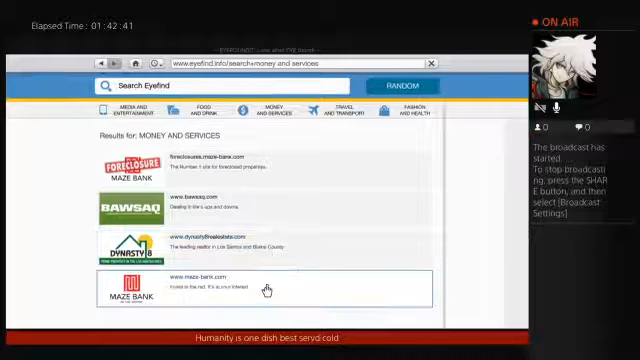 Elapsed Time : 01:42:41
ON AIR
www.eyefind.info/search+money and services
Search Eyefind
RANDOM
MEDIA AND
ENTERTAINMENT
FOOD
AND DRINK
MONEY
AND SERVICES
TRAVEL
AND TRANSPORT
FASHION
AND HEALTH
Results for: MONEY AND SERVICES
FORECLOSURE
MAZE BANK
foreclosures.maze-bank.com
The Number 1 site for foreclosed properties.
BAWSAQ
www.bawsaq.com
Dealing in life's ups and downs.
DYNASTY 8
www.dynasty8realestate.com
The leading realtor in Los Santos and Blaine County
MAZE BANK
www.maze-bank.com
Invest in the red. It's in your interest
0
0
The broadcast has
started.
To stop broadcasti
ng, press the SHAR
E button, and then
select [Broadcast
Settings]
Humanity is one dish best servd cold